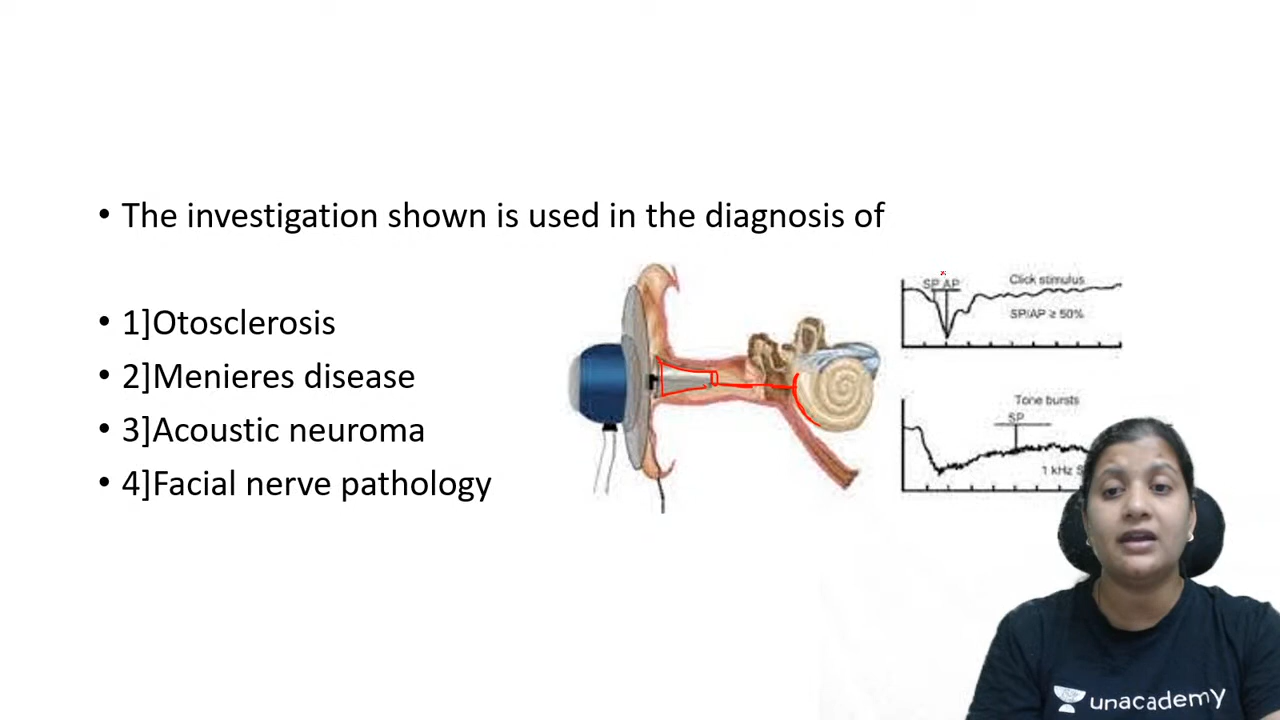 • The investigation shown is used in the diagnosis of
• 1]Otosclerosis
• 2]Menieres disease
• 3]Acoustic neuroma
• 4]Facial nerve pathology
SP AP
Click stimulus
SP/AP ≥ 50%
Tone bursts
SP
1 kHz S
unacademy